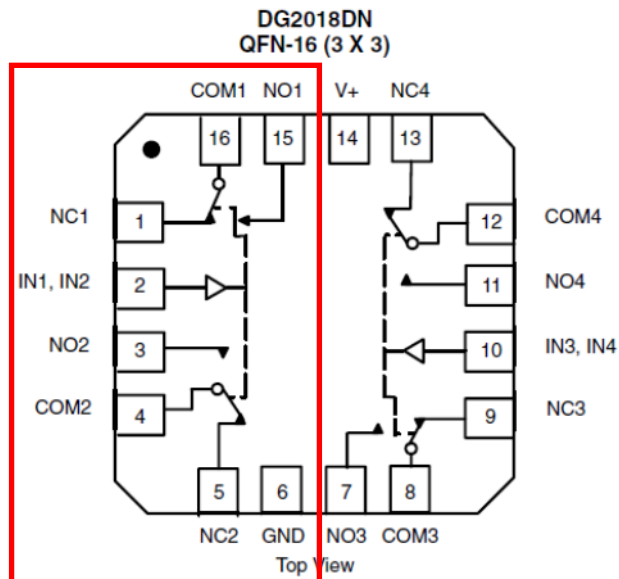 DG2018DN
QFN-16 (3 X 3)
COM1 NO1 V+ NC4
16 15 14 13
NC1 1 12 COM4
IN1, IN2 2 11 NO4
NO2 3 10 IN3, IN4
COM2 4 9 NC3
5 6 7 8
NC2 GND NO3 COM3
Top View